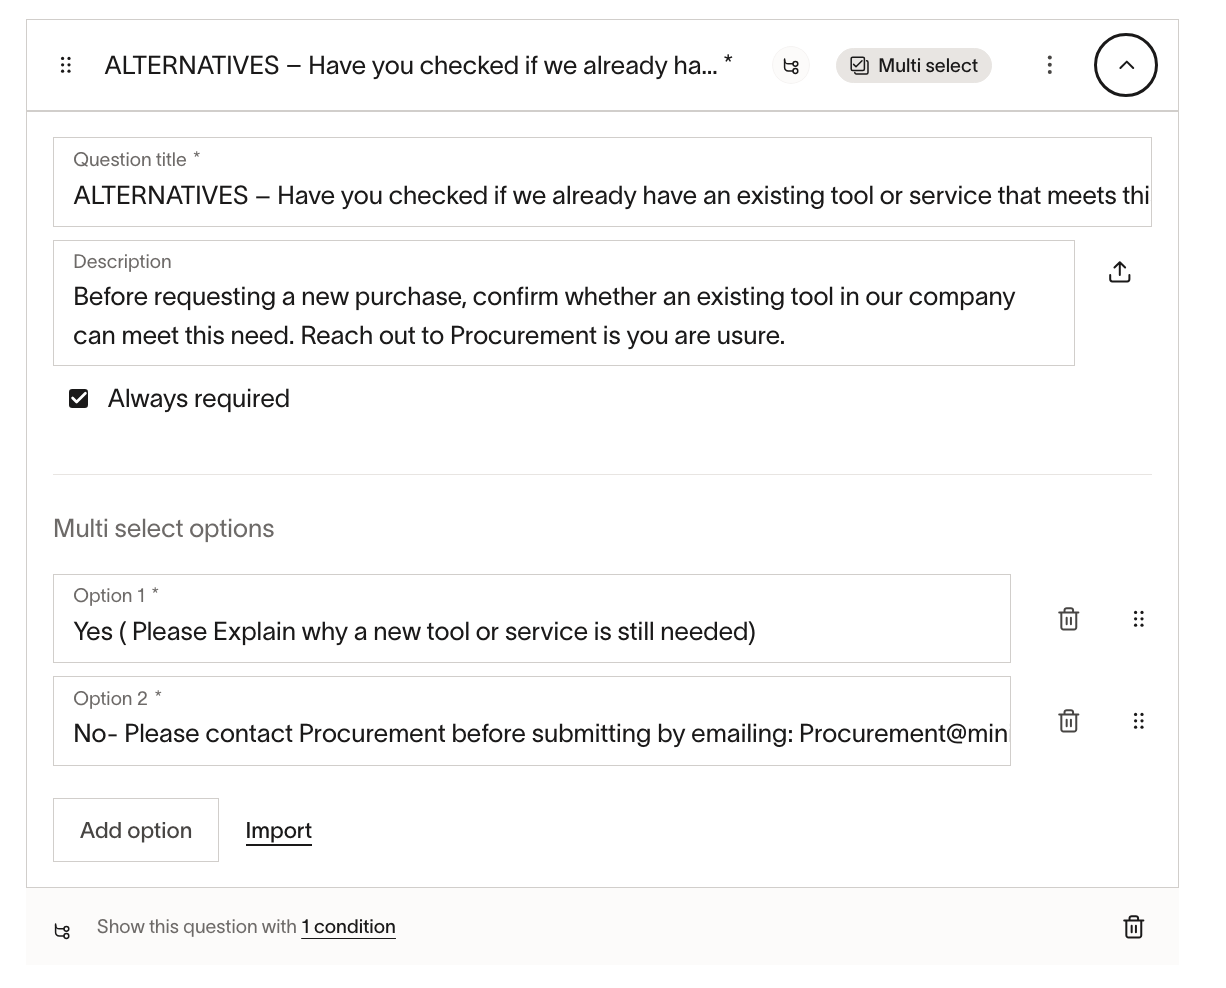 ALTERNATIVES – Have you checked if we already ha... *
Multi select
Question title *
ALTERNATIVES – Have you checked if we already have an existing tool or service that meets thi
Description
Before requesting a new purchase, confirm whether an existing tool in our company
can meet this need. Reach out to Procurement is you are usure.
Always required
Multi select options
Option 1 *
Yes ( Please Explain why a new tool or service is still needed)
Option 2 *
No- Please contact Procurement before submitting by emailing: Procurement@mini
Add option
Import
Show this question with 1 condition